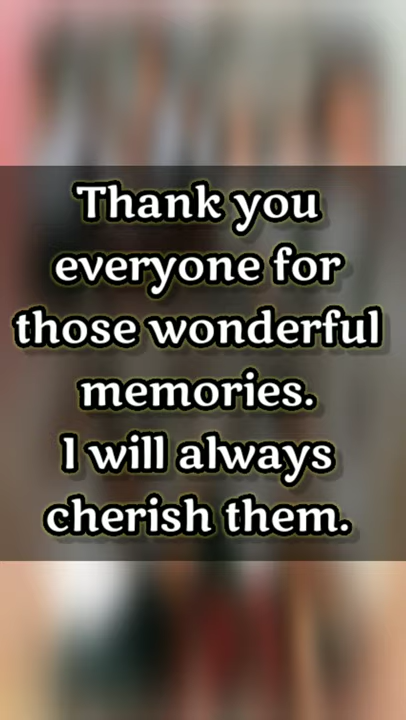 Thank you
everyone for
those wonderful
memories.
I will always
cherish them.